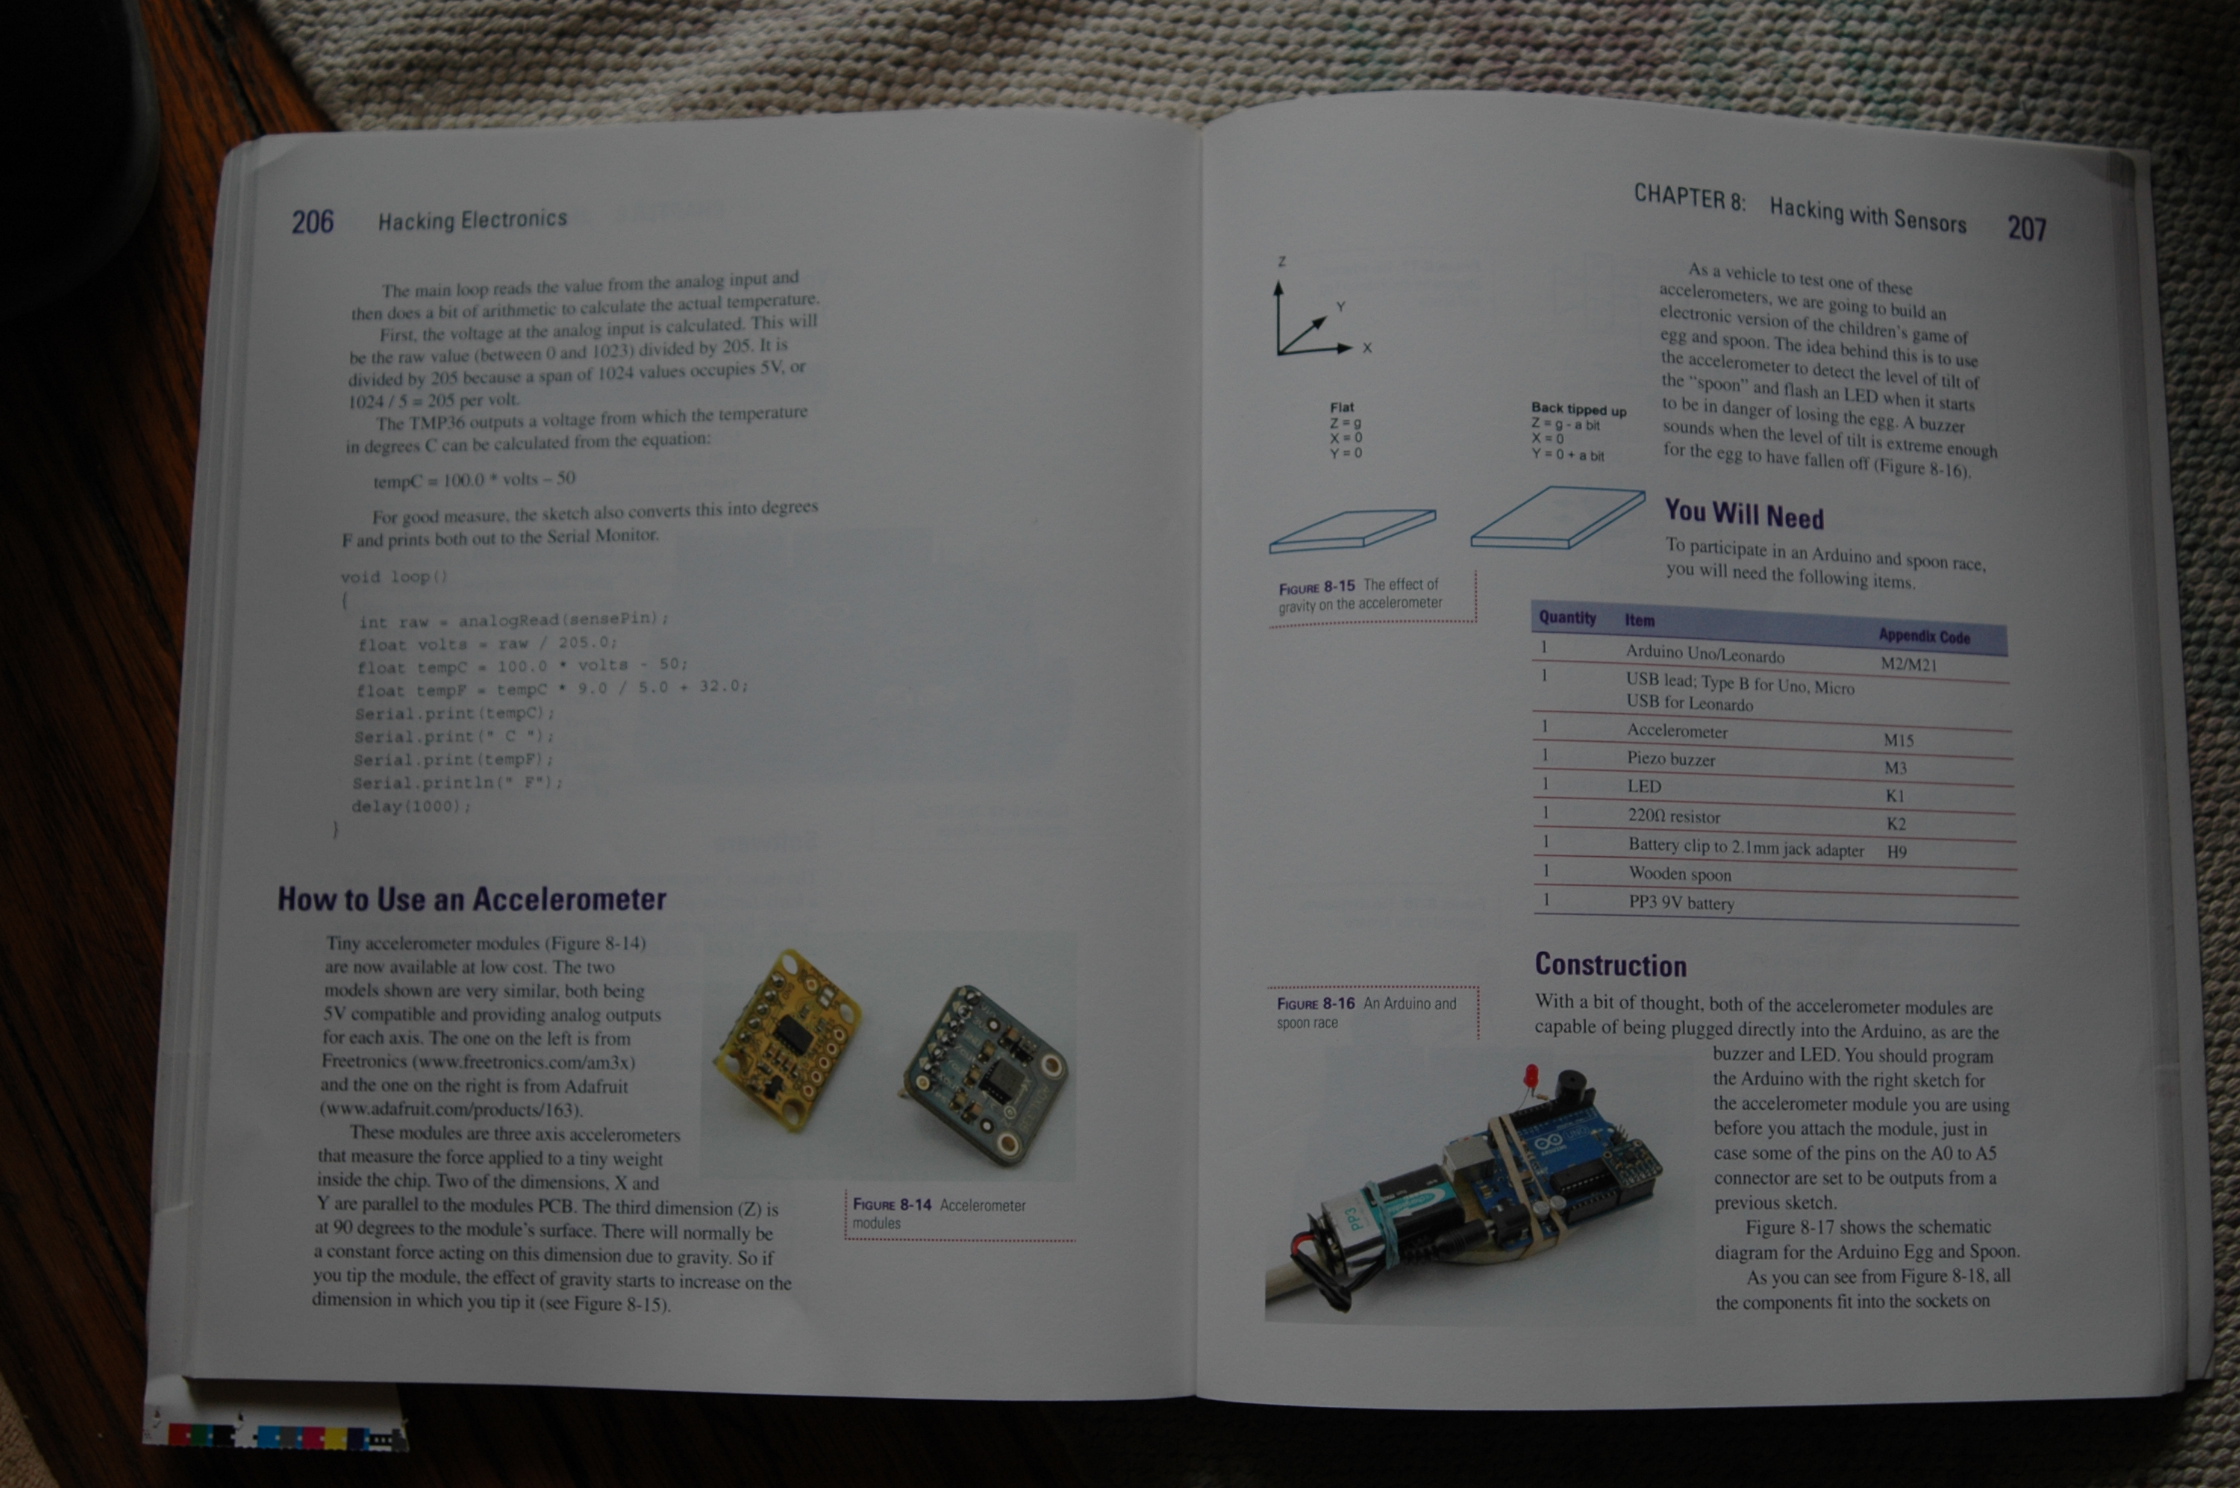 206 Hacking Electronics
The main loop reads the value from the analog input and
then does a bit of arithmetic to calculate the actual temperature.
First, the voltage at the analog input is calculated. This will
be the raw value (between 0 and 1023) divided by 205. It is
divided by 205 because a span of 1024 values occupies 5V, or
1024 / 5 = 205 per volt.
The TMP36 outputs a voltage from which the temperature
in degrees C can be calculated from the equation:
tempC = 100.0 * volts – 50
For good measure, the sketch also converts this into degrees
F and prints both out to the Serial Monitor.
void loop()
{
int raw = analogRead(sensePin);
float volts = raw / 205.0;
float tempC = 100.0 * volts - 50;
float tempF = tempC * 9.0 / 5.0 + 32.0;
Serial.print(tempC);
Serial.print(" C ");
Serial.print(tempF);
Serial.println(" F");
delay(1000);
}
How to Use an Accelerometer
Tiny accelerometer modules (Figure 8-14)
are now available at low cost. The two
models shown are very similar, both being
5V compatible and providing analog outputs
for each axis. The one on the left is from
Freetronics (www.freetronics.com/am3x)
and the one on the right is from Adafruit
(www.adafruit.com/products/163).
These modules are three axis accelerometers
that measure the force applied to a tiny weight
inside the chip. Two of the dimensions, X and
Y are parallel to the modules PCB. The third dimension (Z) is
at 90 degrees to the module's surface. There will normally be
a constant force acting on this dimension due to gravity. So if
you tip the module, the effect of gravity starts to increase on the
dimension in which you tip it (see Figure 8-15).
FIGURE 8-14 Accelerometer
modules
CHAPTER 8: Hacking with Sensors 207
Z
Y
X
Flat
Z = g
X = 0
Y = 0
Back tipped up
Z = g - a bit
X = 0
Y = 0 + a bit
FIGURE 8-15 The effect of
gravity on the accelerometer
As a vehicle to test one of these
accelerometers, we are going to build an
electronic version of the children's game of
egg and spoon. The idea behind this is to use
the accelerometer to detect the level of tilt of
the "spoon" and flash an LED when it starts
to be in danger of losing the egg. A buzzer
sounds when the level of tilt is extreme enough
for the egg to have fallen off (Figure 8-16).
You Will Need
To participate in an Arduino and spoon race,
you will need the following items.
Quantity Item Appendix Code
1 Arduino Uno/Leonardo M2/M21
1 USB lead; Type B for Uno, Micro
USB for Leonardo
1 Accelerometer M15
1 Piezo buzzer M3
1 LED K1
1 220Ω resistor K2
1 Battery clip to 2.1mm jack adapter H9
1 Wooden spoon
1 PP3 9V battery
Construction
With a bit of thought, both of the accelerometer modules are
capable of being plugged directly into the Arduino, as are the
buzzer and LED. You should program
the Arduino with the right sketch for
the accelerometer module you are using
before you attach the module, just in
case some of the pins on the A0 to A5
connector are set to be outputs from a
previous sketch.
Figure 8-17 shows the schematic
diagram for the Arduino Egg and Spoon.
As you can see from Figure 8-18, all
the components fit into the sockets on
FIGURE 8-16 An Arduino and
spoon race
PP3